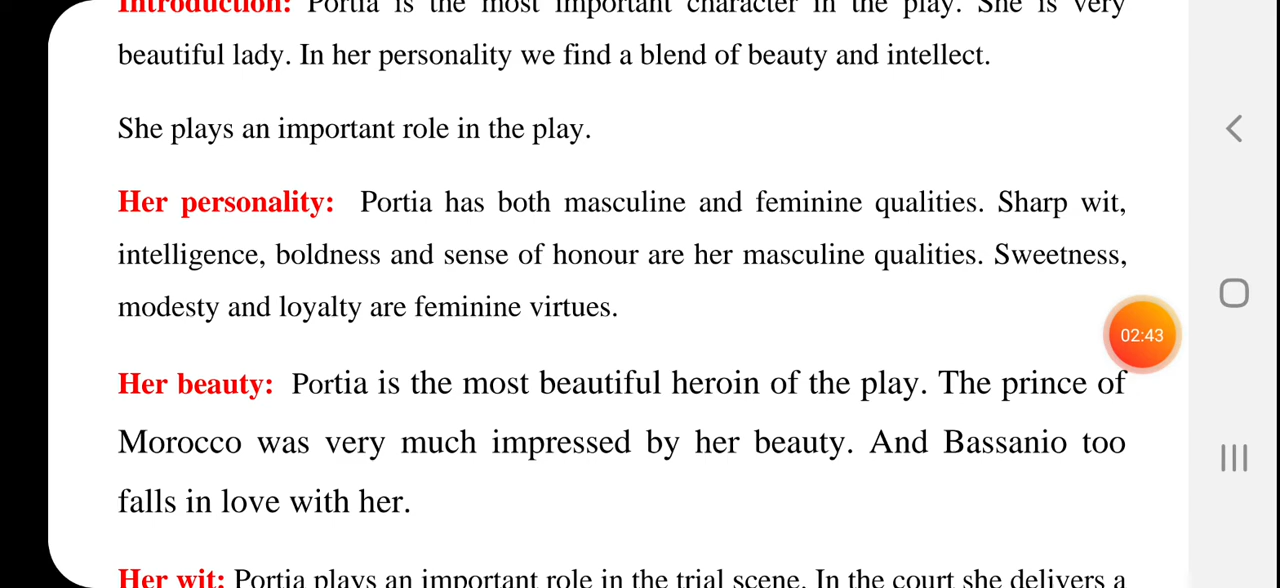 Introduction: Portia is the most important character in the play. She is very
beautiful lady. In her personality we find a blend of beauty and intellect.
She plays an important role in the play.
Her personality: Portia has both masculine and feminine qualities. Sharp wit,
intelligence, boldness and sense of honour are her masculine qualities. Sweetness,
modesty and loyalty are feminine virtues.
02:43
Her beauty: Portia is the most beautiful heroin of the play. The prince of
Morocco was very much impressed by her beauty. And Bassanio too
falls in love with her.
Her wit: Portia plays an important role in the trial scene. In the court she delivers a